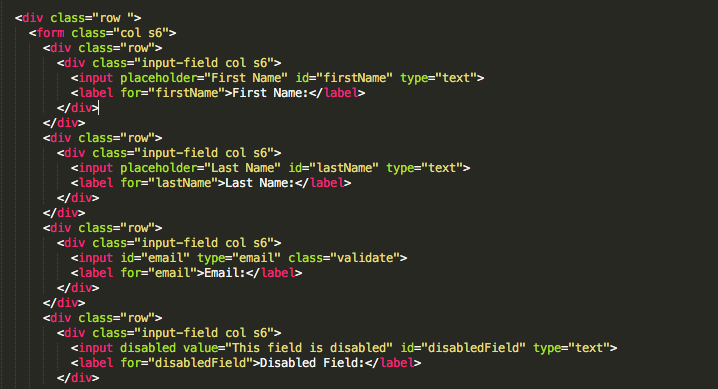 <div class="row ">
<form class="col s6">
<div class="row">
<div class="input-field col s6">
<input placeholder="First Name" id="firstName" type="text">
<label for="firstName">First Name:</label>
</div>
</div>
<div class="row">
<div class="input-field col s6">
<input placeholder="Last Name" id="lastName" type="text">
<label for="lastName">Last Name:</label>
</div>
</div>
<div class="row">
<div class="input-field col s6">
<input id="email" type="email" class="validate">
<label for="email">Email:</label>
</div>
</div>
<div class="row">
<div class="input-field col s6">
<input disabled value="This field is disabled" id="disabledField" type="text">
<label for="disabledField">Disabled Field:</label>
</div>